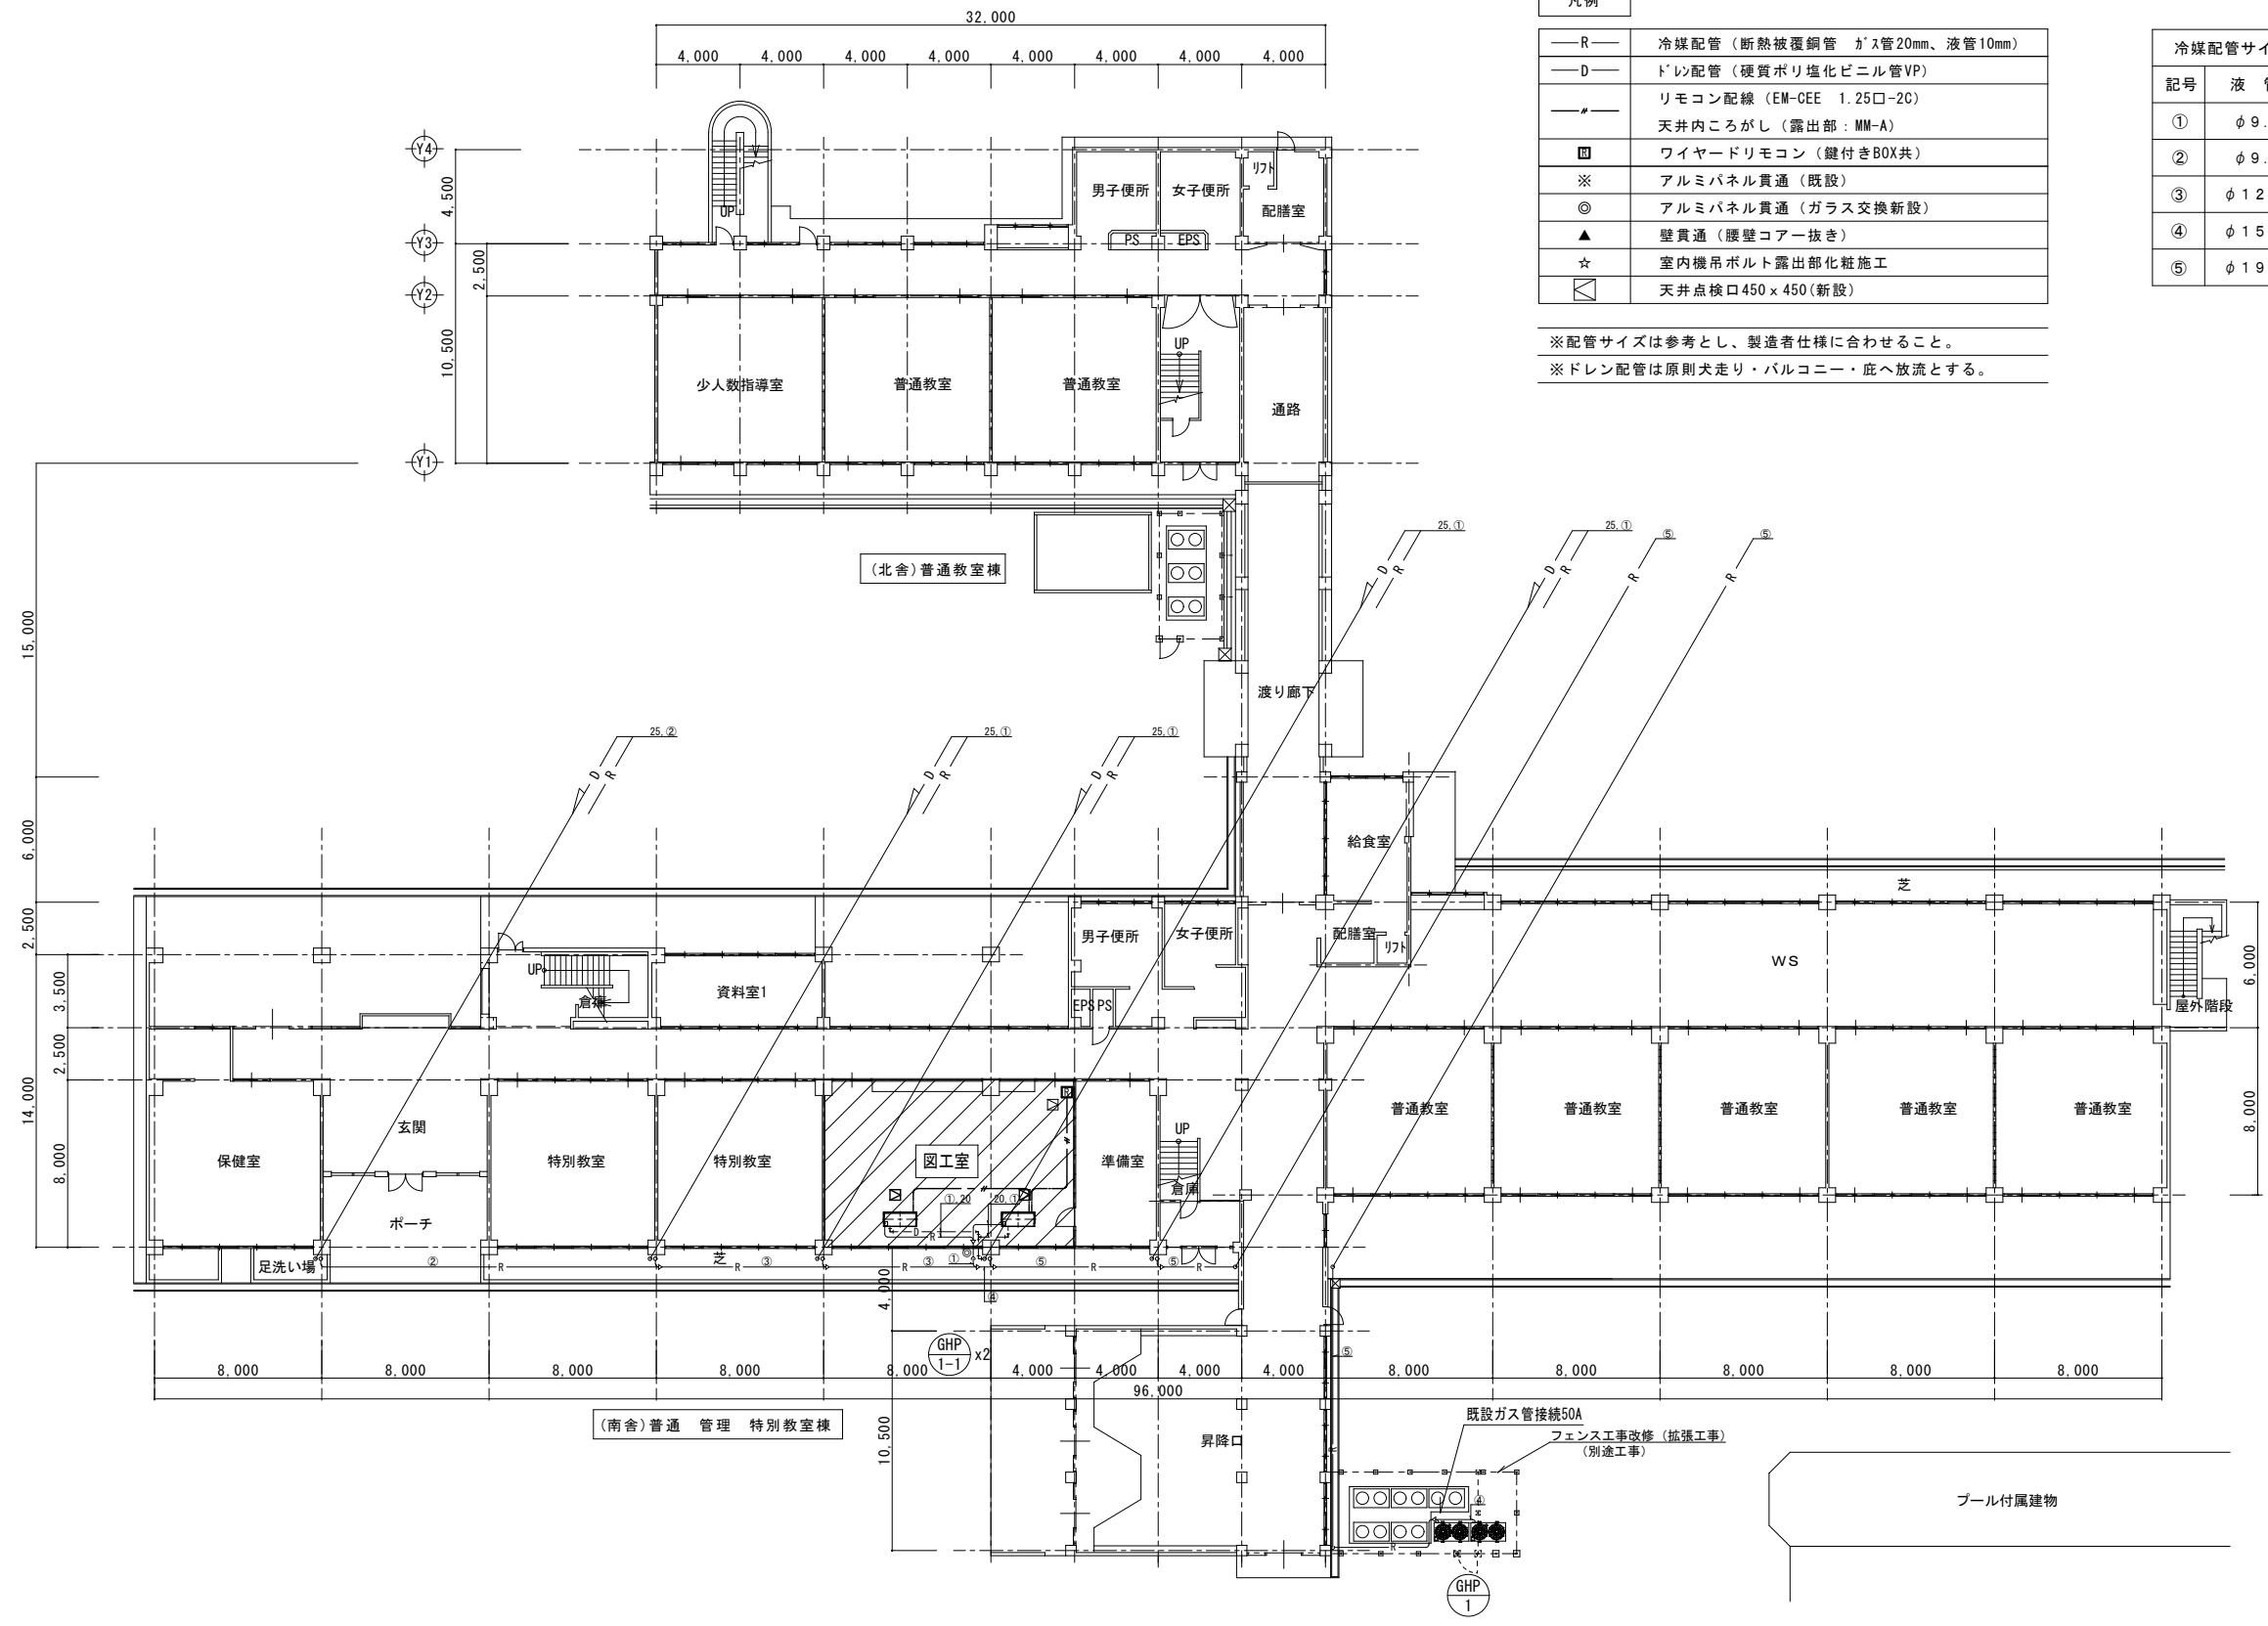 凡例
R 冷媒配管（断熱被覆銅管　ｶﾞｽ管20mm、液管10mm）
D ﾄﾞﾚﾝ配管（硬質ポリ塩化ビニル管VP）
リモコン配線（EM-CEE　1.25□-2C）
天井内ころがし（露出部：MM-A）
R ワイヤードリモコン（鍵付きBOX共）
※ アルミパネル貫通（既設）
◎ アルミパネル貫通（ガラス交換新設）
▲ 壁貫通（腰壁コアー抜き）
☆ 室内機吊ボルト露出部化粧施工
天井点検口450ｘ450(新設)
※配管サイズは参考とし、製造者仕様に合わせること。
※ドレン配管は原則犬走り・バルコニー・庇へ放流とする。
記号 液
① φ9.
② φ9.
③ φ12
④ φ15
⑤ φ19
32,000
4,000 4,000 4,000 4,000 4,000 4,000 4,000 4,000
Y4
Y3
Y2
Y1
4,500
2,500
10,500
UP
男子便所 女子便所 リフト
配膳室
PS EPS
少人数指導室 普通教室 普通教室
UP
通路
(北舎)普通教室棟
渡り廊下
25,① 25,① ⑤ ⑤
D R D R R R
25,② 25,① 25,①
D R D R D R
15,000
6,000
2,500
3,500
2,500
8,000
14,000
給食室
配膳室
リフト
芝
WS
屋外階段
6,000
8,000
UP
倉庫
資料室1
男子便所 女子便所
EPS PS
保健室
玄関
ポーチ
特別教室
特別教室
図工室
R
①,20 20,①
D
R
準備室
UP
倉庫
普通教室 普通教室 普通教室 普通教室 普通教室
足洗い場
芝
② R R ③ R ③ ① ◎ ⑤ R ⑤ R
④
4,000
GHP
1-1
x2
8,000 8,000 8,000 8,000 8,000 4,000 4,000 4,000 4,000 8,000 8,000 8,000 8,000 8,000
96,000
(南舎)普通　管理　特別教室棟
10,500
昇降口
⑤
R
既設ガス管接続50A
フェンス工事改修（拡張工事）
（別途工事）
④
R
GHP
1
プール付属建物